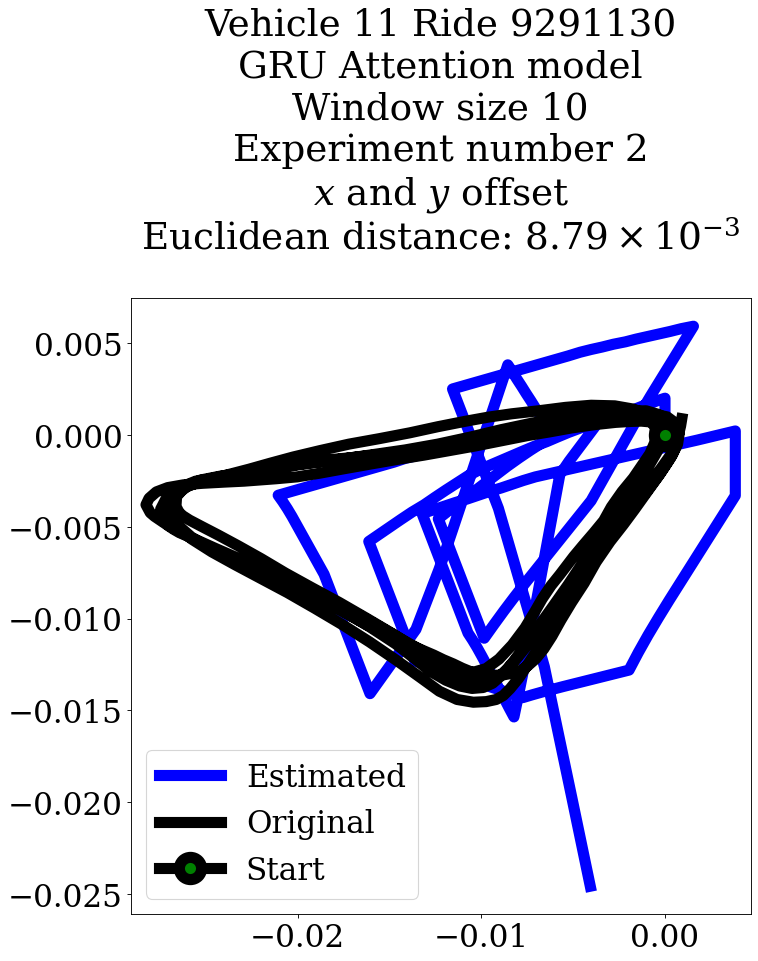 Vehicle 11 Ride 9291130
GRU Attention model
Window size 10
Experiment number 2
x and y offset
Euclidean distance: 8.79 × 10⁻³
0.005
0.000
−0.005
−0.010
−0.015
−0.020
−0.025
Estimated
Original
Start
−0.02 −0.01 0.00